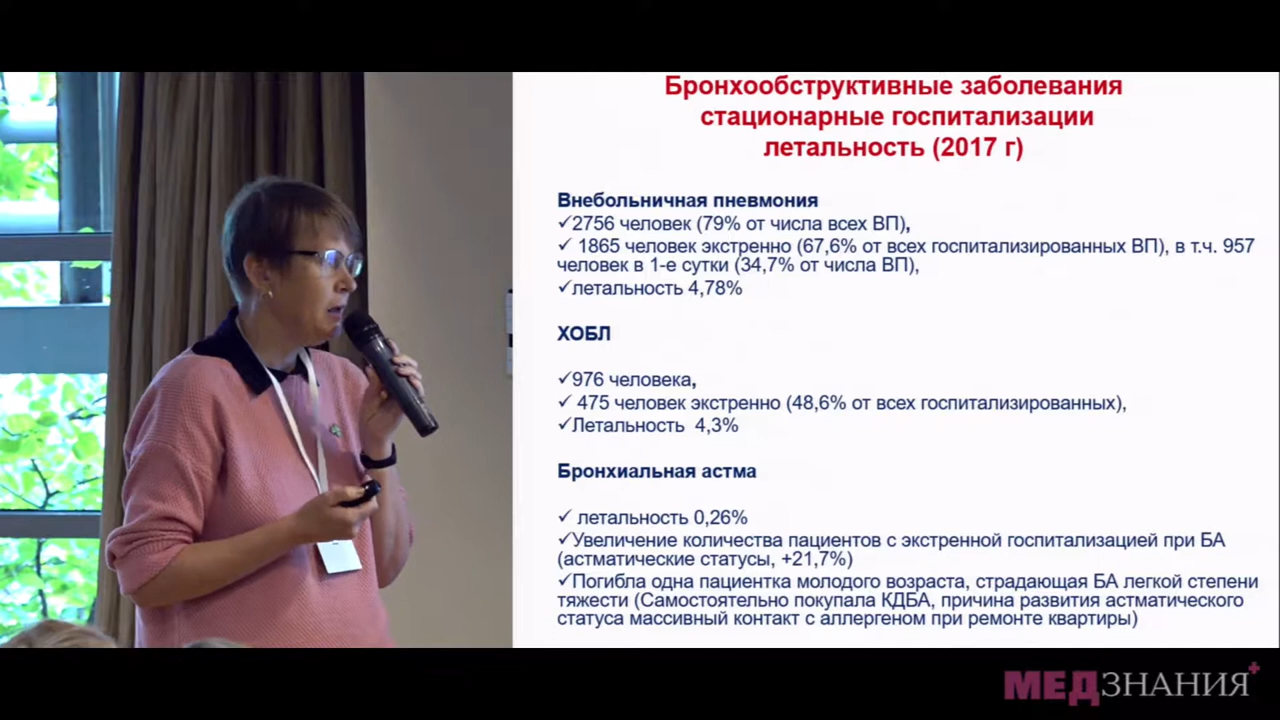 Бронхообструктивные заболевания
стационарные госпитализации
летальность (2017 г)
Внебольничная пневмония
✓2756 человек (79% от числа всех ВП),
✓ 1865 человек экстренно (67,6% от всех госпитализированных ВП), в т.ч. 957
человек в 1-е сутки (34,7% от числа ВП),
✓летальность 4,78%
ХОБЛ
✓976 человека,
✓ 475 человек экстренно (48,6% от всех госпитализированных),
✓Летальность 4,3%
Бронхиальная астма
✓ летальность 0,26%
✓Увеличение количества пациентов с экстренной госпитализацией при БА
(астматические статусы, +21,7%)
✓Погибла одна пациентка молодого возраста, страдающая БА легкой степени
тяжести (Самостоятельно покупала КДБА, причина развития астматического
статуса массивный контакт с аллергеном при ремонте квартиры)
МЕДЗНАНИЯ+